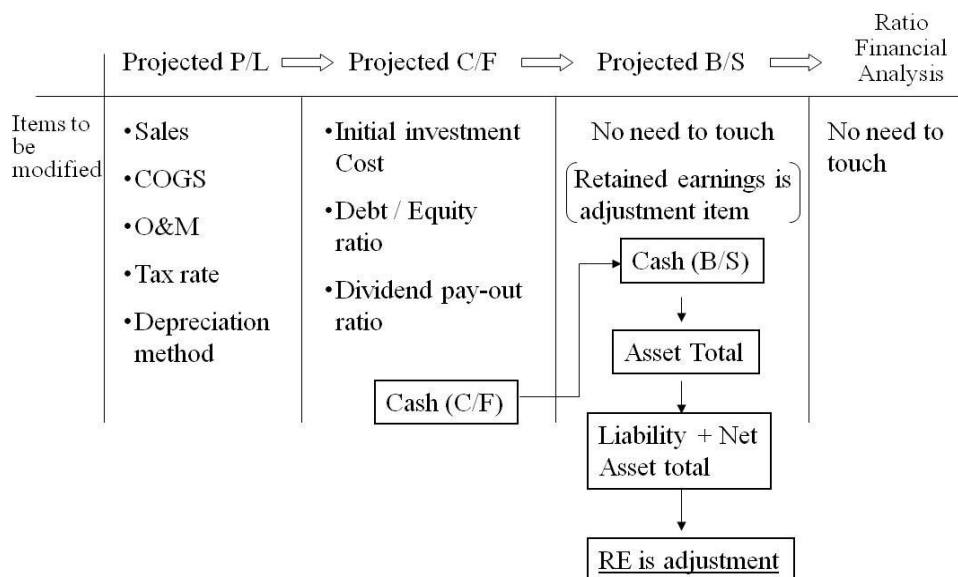 Projected P/L
Projected C/F
Projected B/S
Ratio
Financial
Analysis
Items to
be
modified
•Sales
•COGS
•O&M
•Tax rate
•Depreciation
method
•Initial investment
Cost
•Debt / Equity
ratio
•Dividend pay-out
ratio
Cash (C/F)
No need to touch
Retained earnings is
adjustment item
Cash (B/S)
Asset Total
Liability + Net
Asset total
RE is adjustment
No need to
touch